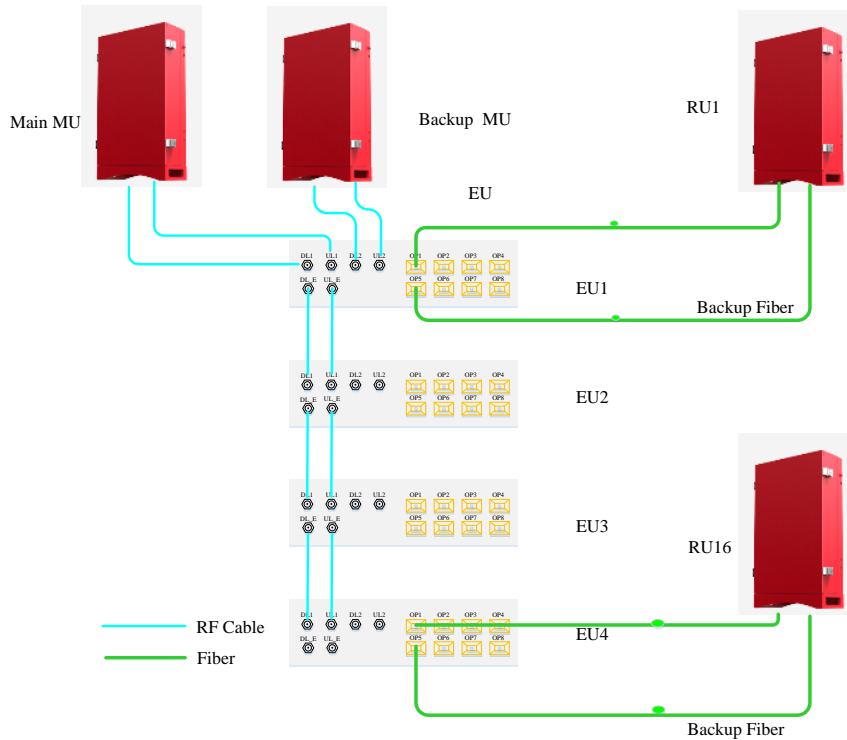 Main MU
Backup  MU
RU1
EU
DL1 UL1 DL2 UL2 OP1 OP2 OP3 OP4
DL_E UL_E OP5 OP6 OP7 OP8
EU1
Backup Fiber
DL1 UL1 DL2 UL2 OP1 OP2 OP3 OP4
DL_E UL_E OP5 OP6 OP7 OP8
EU2
DL1 UL1 DL2 UL2 OP1 OP2 OP3 OP4
DL_E UL_E OP5 OP6 OP7 OP8
EU3
RU16
DL1 UL1 DL2 UL2 OP1 OP2 OP3 OP4
DL_E UL_E OP5 OP6 OP7 OP8
EU4
RF Cable
Fiber
Backup Fiber